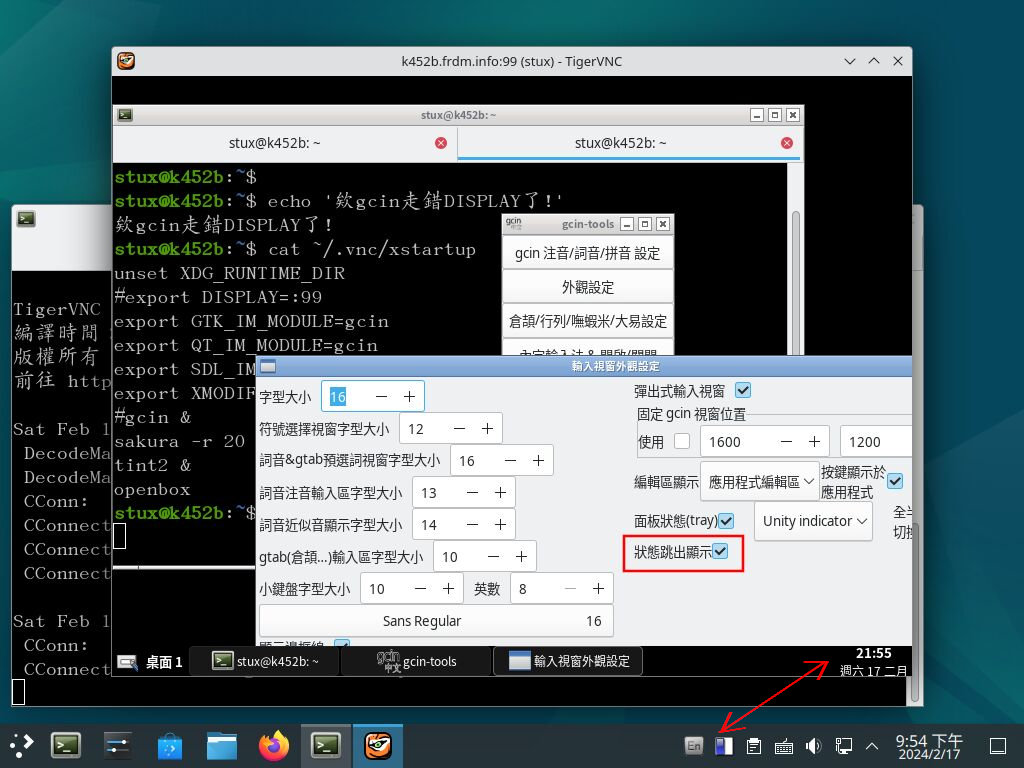 k452b.frdm.info:99 (stux) - TigerVNC
stux@k452b: ~
stux@k452b: ~
stux@k452b: ~
stux@k452b:~$
stux@k452b:~$ echo '欸gcin走錯DISPLAY了!'
欸gcin走錯DISPLAY了!
stux@k452b:~$ cat ~/.vnc/xstartup
unset XDG_RUNTIME_DIR
#export DISPLAY=:99
export GTK_IM_MODULE=gcin
export QT_IM_MODULE=gcin
export SDL_IM
export XMODIF
#gcin &
sakura -r 20
tint2 &
openbox
stux@k452b:~$
gcin
中文
gcin-tools
gcin 注音/詞音/拼音 設定
外觀設定
倉頡/行列/嘸蝦米/大易設定
TigerVNC
編譯時間
版權所有
前往 http
Sat Feb 1
DecodeMa
DecodeMa
CConn:
CConnect
CConnect
CConnect
CConnect
Sat Feb 1
CConn:
CConnect
輸入視窗外觀設定
字型大小 16
符號選擇視窗字型大小 12
詞音&gtab預選詞視窗字型大小 16
詞音注音輸入區字型大小 13
詞音近似音顯示字型大小 14
gtab(倉頡...)輸入區字型大小 10
小鍵盤字型大小 10 英數 8
Sans Regular 16
彈出式輸入視窗
固定 gcin 視窗位置
使用 1600 1200
編輯區顯示 應用程式編輯區 按鍵顯示於
應用程式
面板狀態(tray) Unity indicator
狀態跳出顯示
桌面 1 stux@k452b: ~ gcin中文 gcin-tools 輸入視窗外觀設定
21:55
週六 17 二月
En
9:54 下午
2024/2/17